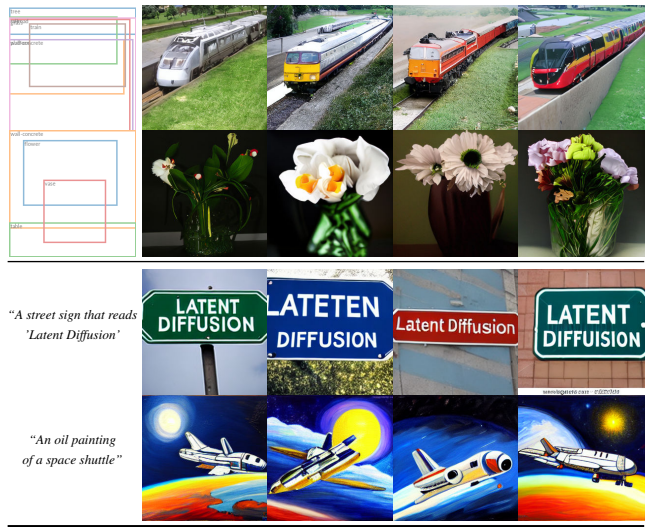 tree
train
wall-concrete
wall-concrete
flower
vase
table
“A street sign that reads
’Latent Diffusion’
LATENT
DIFFUSION
LATETEN
DIFFUSION
Latent Diffusion
LATENT
DIFFUISION
“An oil painting
of a space shuttle”